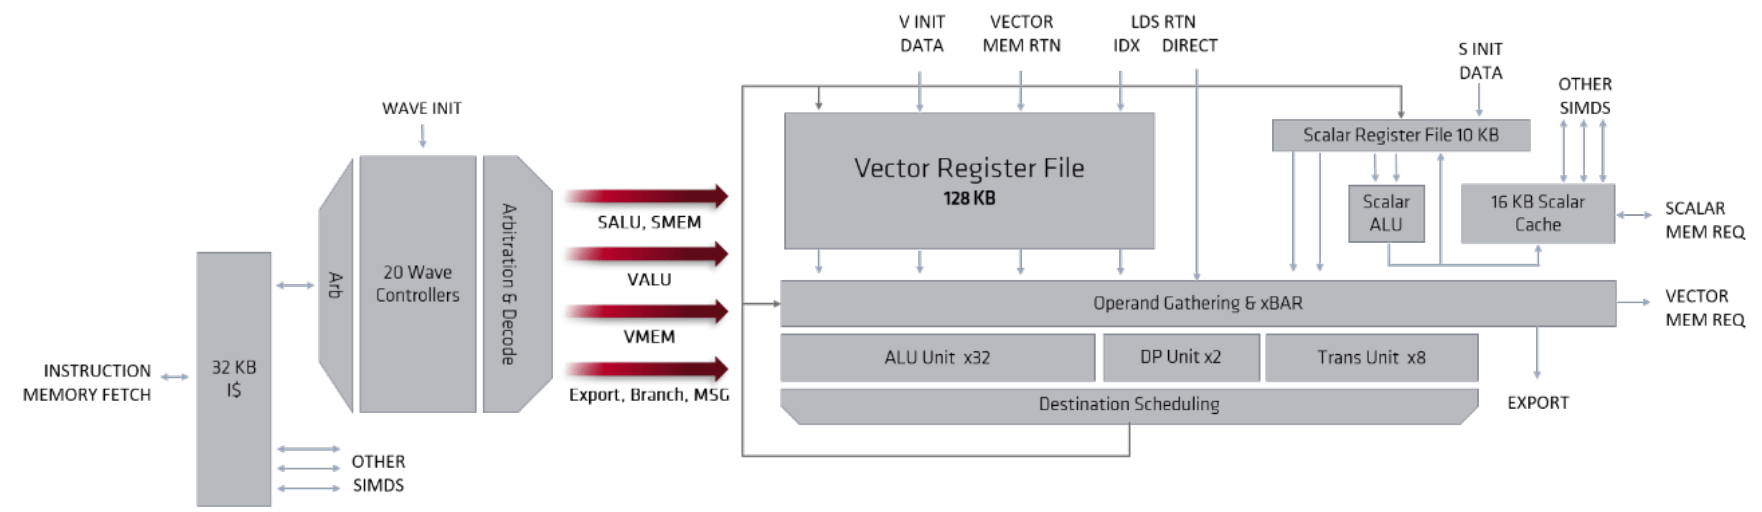 V INIT
DATA
VECTOR
MEM RTN
LDS RTN
IDX DIRECT
S INIT
DATA
OTHER
SIMDS
WAVE INIT
Vector Register File
128 KB
Scalar Register File 10 KB
Scalar
ALU
16 KB Scalar
Cache
SCALAR
MEM REQ
Arb
20 Wave
Controllers
Arbitration & Decode
SALU, SMEM
VALU
VMEM
Export, Branch, MSG
Operand Gathering & xBAR
VECTOR
MEM REQ
ALU Unit x32
DP Unit x2
Trans Unit x8
Destination Scheduling
EXPORT
INSTRUCTION
MEMORY FETCH
32 KB
I$
OTHER
SIMDS